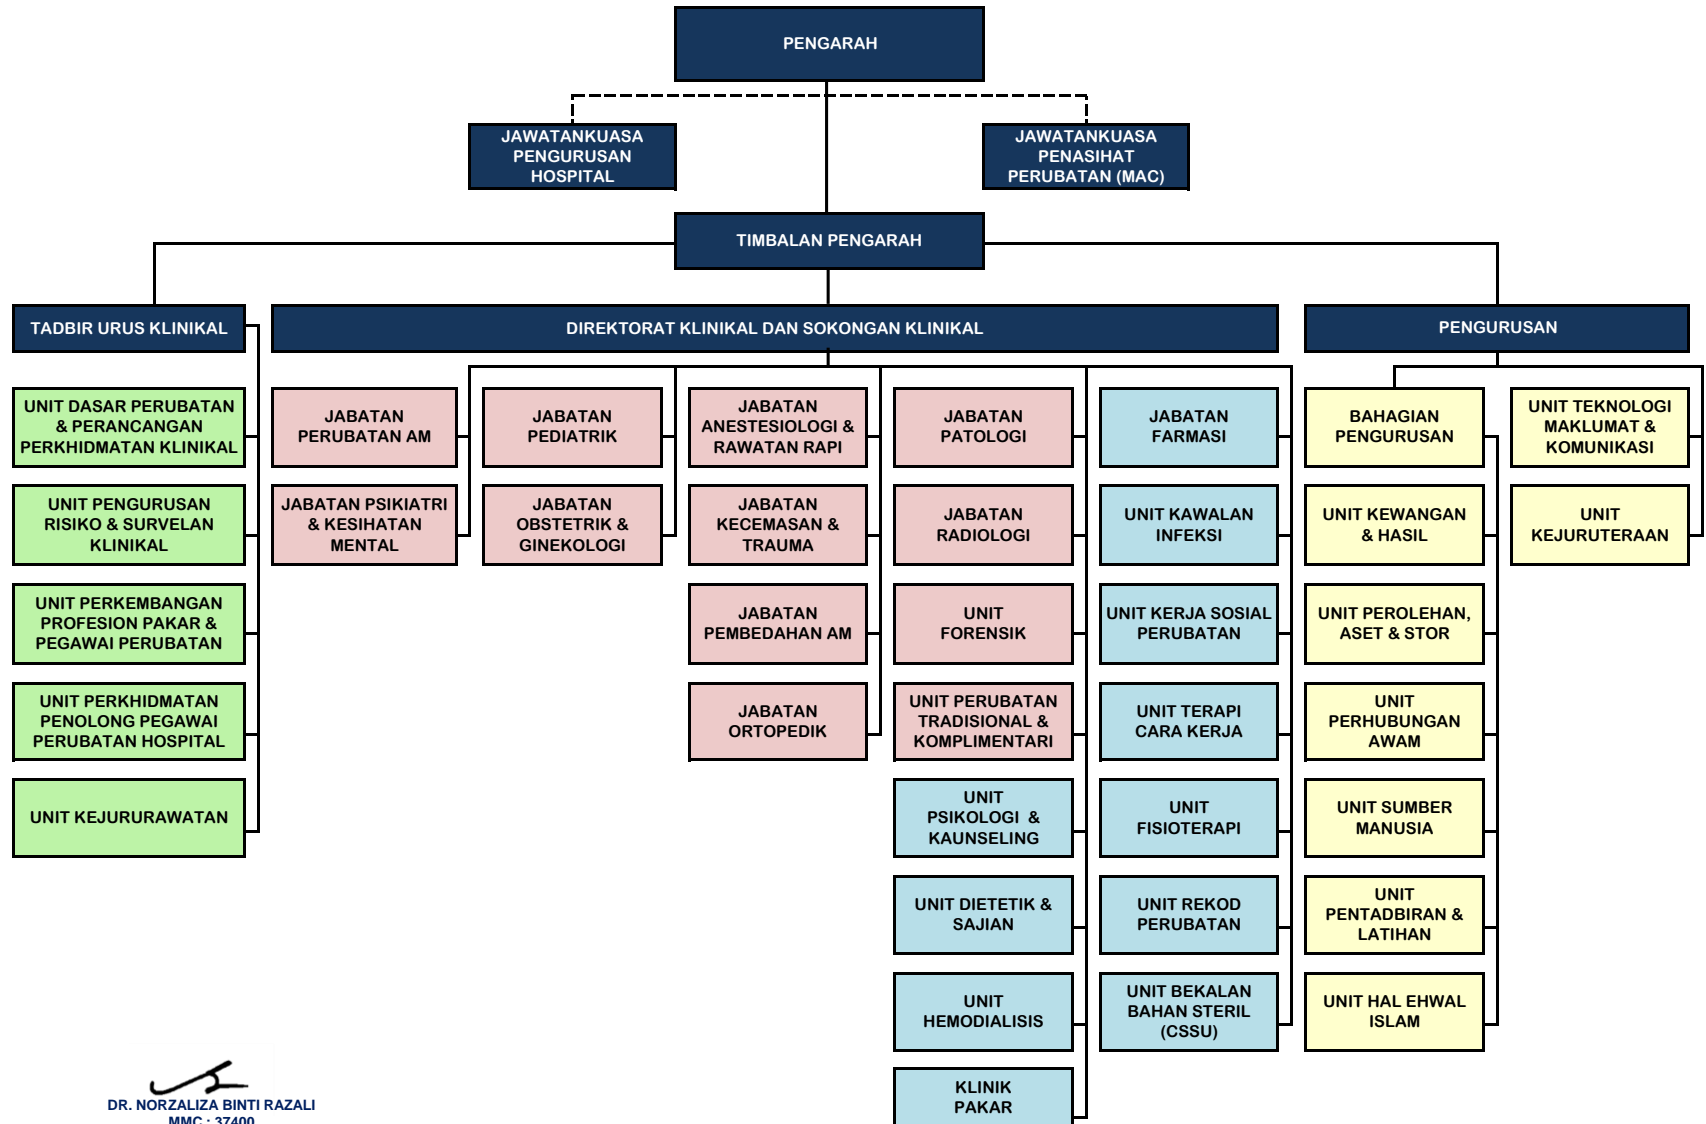 PENGARAH
JAWATANKUASA
PENGURUSAN
HOSPITAL
JAWATANKUASA
PENASIHAT
PERUBATAN (MAC)
TIMBALAN PENGARAH
TADBIR URUS KLINIKAL
DIREKTORAT KLINIKAL DAN SOKONGAN KLINIKAL
PENGURUSAN
UNIT DASAR PERUBATAN
& PERANCANGAN
PERKHIDMATAN KLINIKAL
UNIT PENGURUSAN
RISIKO & SURVELAN
KLINIKAL
UNIT PERKEMBANGAN
PROFESION PAKAR &
PEGAWAI PERUBATAN
UNIT PERKHIDMATAN
PENOLONG PEGAWAI
PERUBATAN HOSPITAL
UNIT KEJURURAWATAN
JABATAN
PERUBATAN AM
JABATAN PSIKIATRI
& KESIHATAN
MENTAL
JABATAN
PEDIATRIK
JABATAN
OBSTETRIK &
GINEKOLOGI
JABATAN
ANESTESIOLOGI &
RAWATAN RAPI
JABATAN
KECEMASAN &
TRAUMA
JABATAN
PEMBEDAHAN AM
JABATAN
ORTOPEDIK
JABATAN
PATOLOGI
JABATAN
RADIOLOGI
UNIT
FORENSIK
UNIT PERUBATAN
TRADISIONAL &
KOMPLIMENTARI
UNIT
PSIKOLOGI &
KAUNSELING
UNIT DIETETIK &
SAJIAN
UNIT
HEMODIALISIS
KLINIK
PAKAR
JABATAN
FARMASI
UNIT KAWALAN
INFEKSI
UNIT KERJA SOSIAL
PERUBATAN
UNIT TERAPI
CARA KERJA
UNIT
FISIOTERAPI
UNIT REKOD
PERUBATAN
UNIT BEKALAN
BAHAN STERIL
(CSSU)
BAHAGIAN
PENGURUSAN
UNIT KEWANGAN
& HASIL
UNIT PEROLEHAN,
ASET & STOR
UNIT
PERHUBUNGAN
AWAM
UNIT SUMBER
MANUSIA
UNIT
PENTADBIRAN &
LATIHAN
UNIT HAL EHWAL
ISLAM
UNIT TEKNOLOGI
MAKLUMAT &
KOMUNIKASI
UNIT
KEJURUTERAAN
DR. NORZALIZA BINTI RAZALI
MMC : 37400